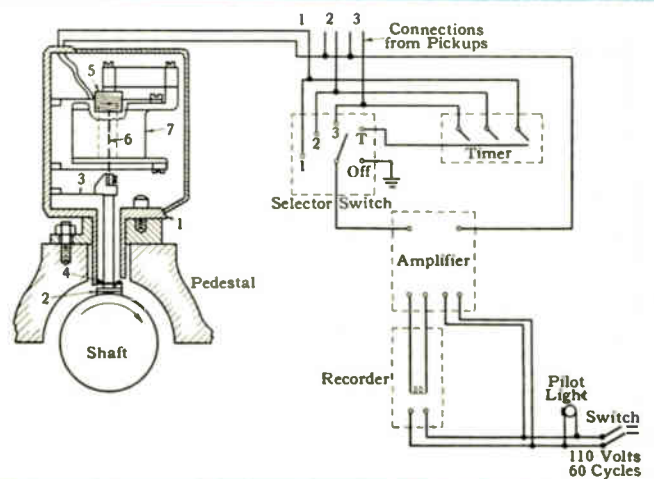 1 2 3
Connections
from Pickups
5
6
7
3
1
4
2
Pedestal
Shaft
1
2
3
T
Off
Selector Switch
Timer
Amplifier
Recorder
Pilot
Light
Switch
110 Volts
60 Cycles